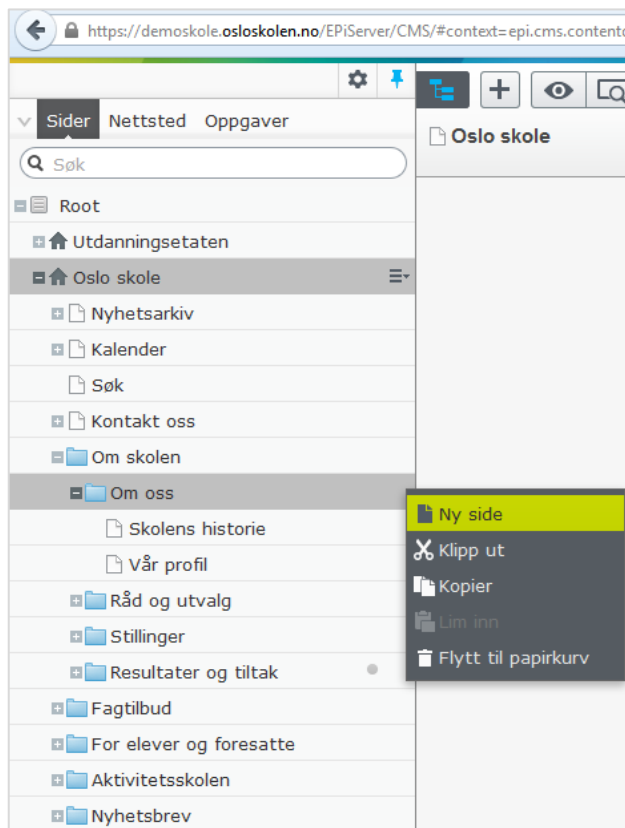 https://demoskole.osloskolen.no/EPiServer/CMS/#context=epi.cms.contentd
Sider Nettsted Oppgaver
Oslo skole
Søk
Root
Utdanningsetaten
Oslo skole
Nyhetsarkiv
Kalender
Søk
Kontakt oss
Om skolen
Om oss
Skolens historie
Vår profil
Råd og utvalg
Stillinger
Resultater og tiltak
Fagtilbud
For elever og foresatte
Aktivitetsskolen
Nyhetsbrev
Ny side
Klipp ut
Kopier
Lim inn
Flytt til papirkurv